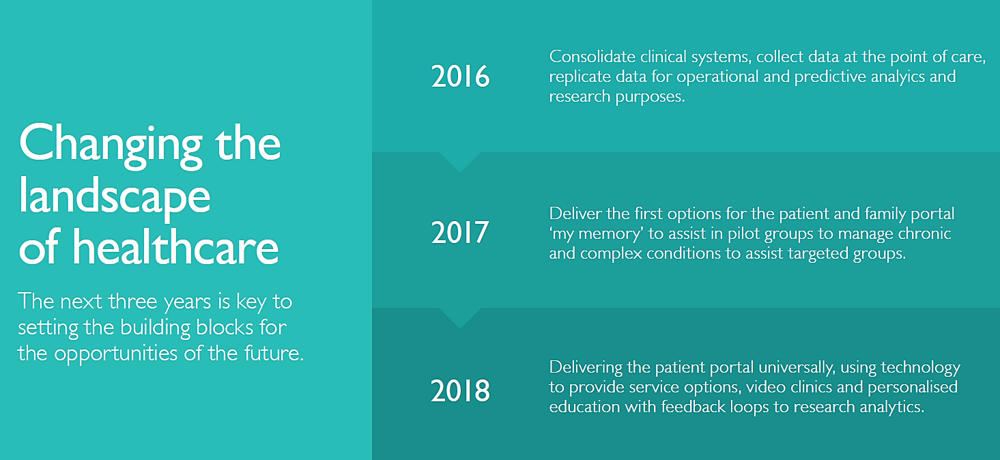 Changing the
landscape
of healthcare
The next three years is key to
setting the building blocks for
the opportunities of the future.
2016
Consolidate clinical systems, collect data at the point of care,
replicate data for operational and predictive analyics and
research purposes.
2017
Deliver the first options for the patient and family portal
‘my memory’ to assist in pilot groups to manage chronic
and complex conditions to assist targeted groups.
2018
Delivering the patient portal universally, using technology
to provide service options, video clinics and personalised
education with feedback loops to research analytics.